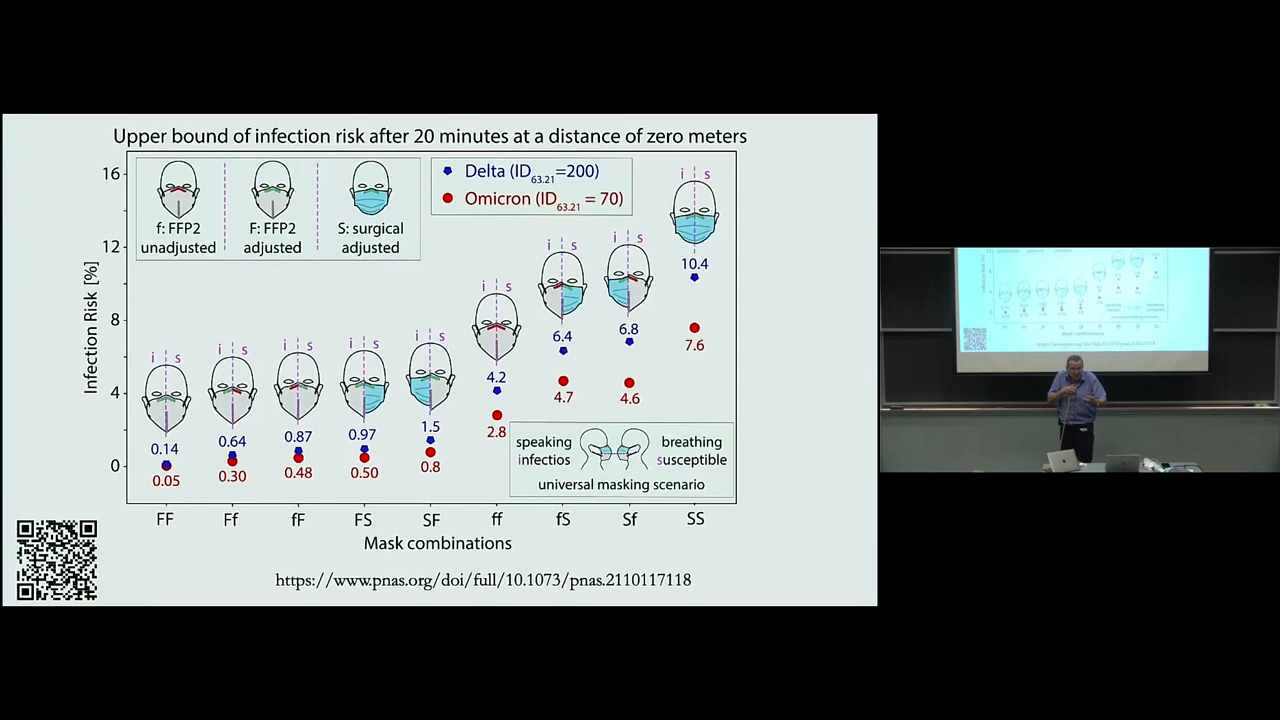 Upper bound of infection risk after 20 minutes at a distance of zero meters
Infection Risk [%]
16
12
8
4
0
f: FFP2
unadjusted
F: FFP2
adjusted
S: surgical
adjusted
Delta (ID63.21=200)
Omicron (ID63.21 = 70)
i s
0.14
0.05
i s
0.64
0.30
i s
0.87
0.48
i s
0.97
0.50
i s
1.5
0.8
i s
4.2
2.8
i s
6.4
4.7
i s
6.8
4.6
i s
10.4
7.6
speaking
infectios
breathing
susceptible
universal masking scenario
FF Ff fF FS SF ff fS Sf SS
Mask combinations
https://www.pnas.org/doi/full/10.1073/pnas.2110117118